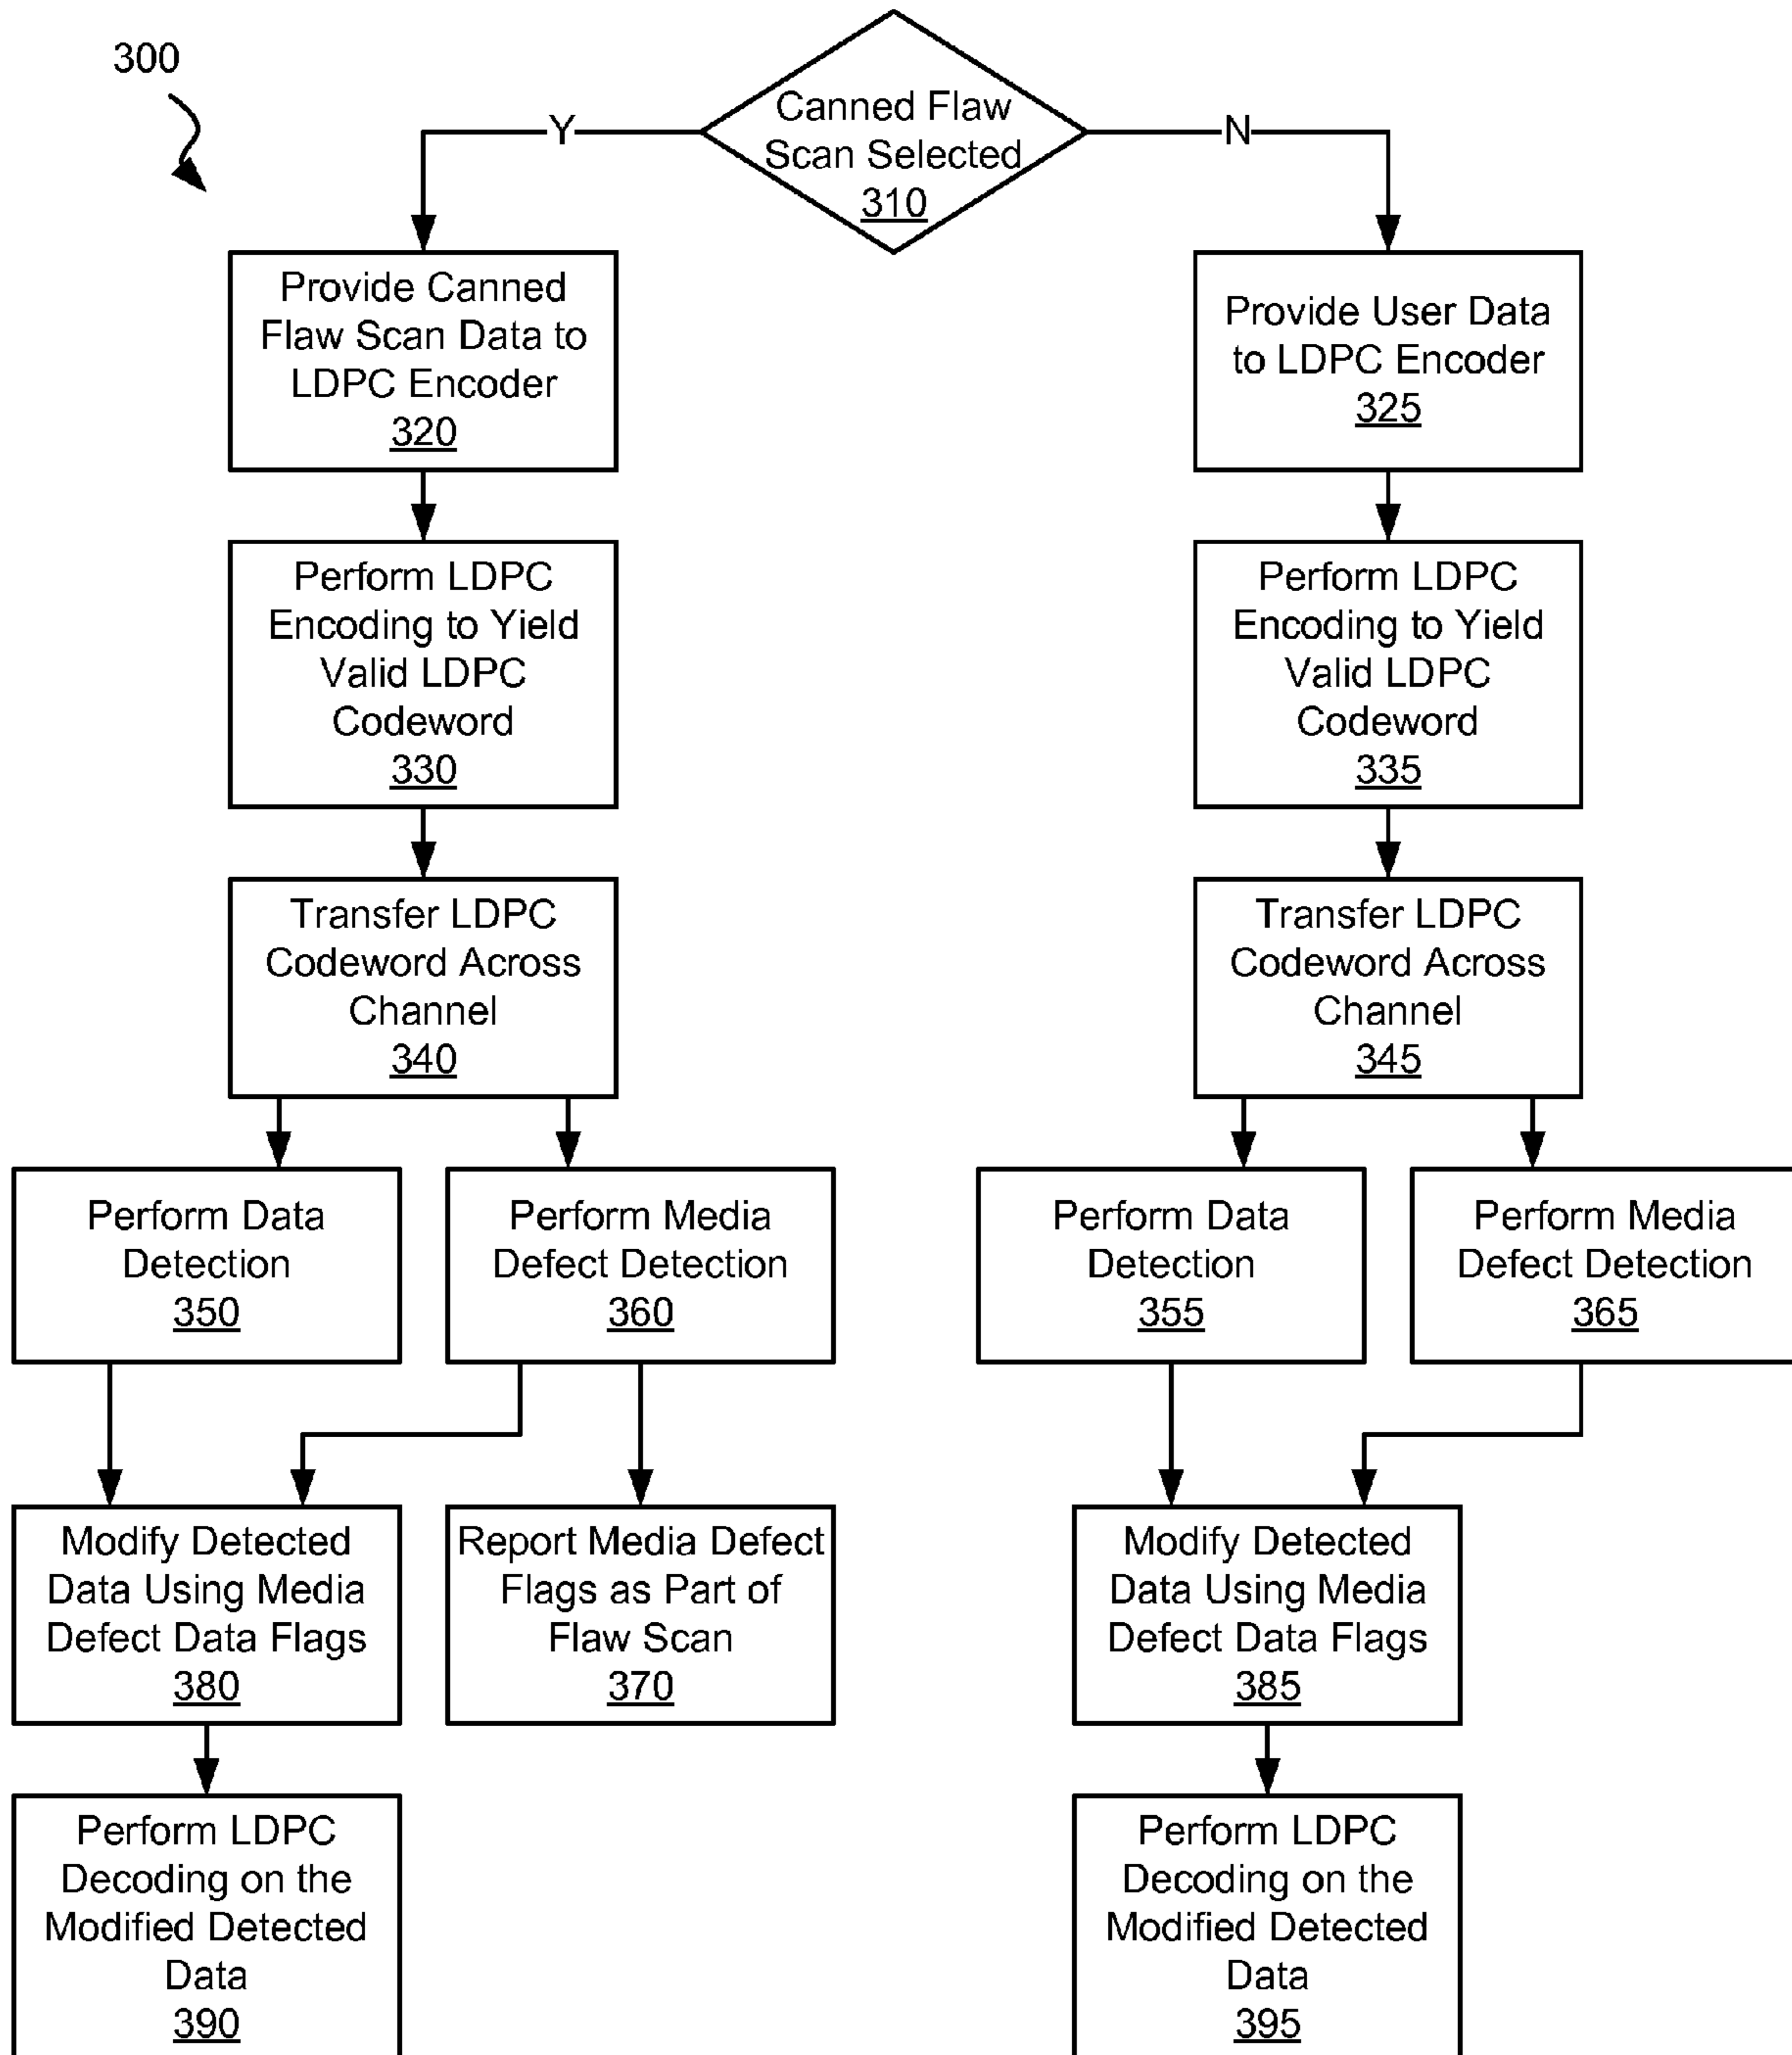 300
Canned Flaw
Scan Selected
310
Y
N
Provide Canned
Flaw Scan Data to
LDPC Encoder
320
Provide User Data
to LDPC Encoder
325
Perform LDPC
Encoding to Yield
Valid LDPC
Codeword
330
Perform LDPC
Encoding to Yield
Valid LDPC
Codeword
335
Transfer LDPC
Codeword Across
Channel
340
Transfer LDPC
Codeword Across
Channel
345
Perform Data
Detection
350
Perform Media
Defect Detection
360
Perform Data
Detection
355
Perform Media
Defect Detection
365
Modify Detected
Data Using Media
Defect Data Flags
380
Report Media Defect
Flags as Part of
Flaw Scan
370
Modify Detected
Data Using Media
Defect Data Flags
385
Perform LDPC
Decoding on the
Modified Detected
Data
390
Perform LDPC
Decoding on the
Modified Detected
Data
395